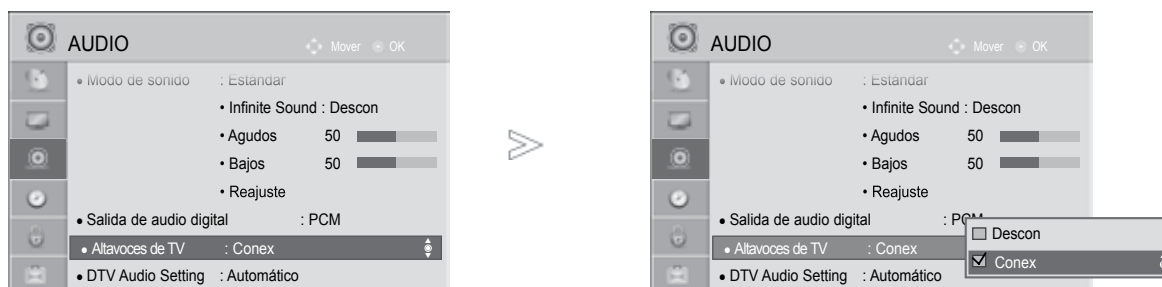 AUDIO Mover OK
• Modo de sonido : Estándar
• Infinite Sound : Descon
• Agudos 50
• Bajos 50
• Reajuste
• Salida de audio digital : PCM
• Altavoces de TV : Conex
• DTV Audio Setting : Automático
AUDIO Mover OK
• Modo de sonido : Estándar
• Infinite Sound : Descon
• Agudos 50
• Bajos 50
• Reajuste
• Salida de audio digital : PCM
• Altavoces de TV : Conex
• DTV Audio Setting : Automático
Descon
Conex